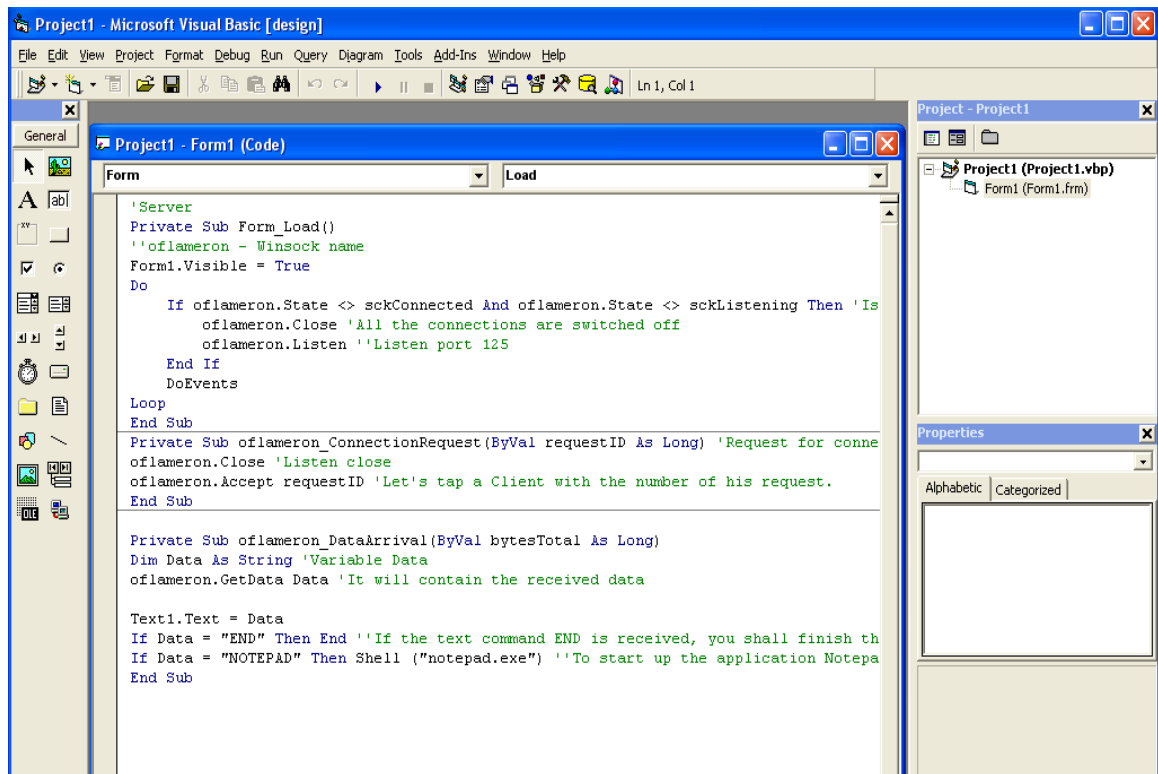 Project1 - Microsoft Visual Basic [design]
File Edit View Project Format Debug Run Query Diagram Tools Add-Ins Window Help
Ln 1, Col 1
General
Project1 - Form1 (Code)
Form Load
'Server
Private Sub Form_Load()
''oflameron - Winsock name
Form1.Visible = True
Do
If oflameron.State <> sckConnected And oflameron.State <> sckListening Then 'Is
oflameron.Close 'All the connections are switched off
oflameron.Listen ''Listen port 125
End If
DoEvents
Loop
End Sub
Private Sub oflameron_ConnectionRequest(ByVal requestID As Long) 'Request for conne
oflameron.Close 'Listen close
oflameron.Accept requestID 'Let's tap a Client with the number of his request.
End Sub
Private Sub oflameron_DataArrival(ByVal bytesTotal As Long)
Dim Data As String 'Variable Data
oflameron.GetData Data 'It will contain the received data
Text1.Text = Data
If Data = "END" Then End ''If the text command END is received, you shall finish th
If Data = "NOTEPAD" Then Shell ("notepad.exe") ''To start up the application Notepa
End Sub
Project - Project1
Project1 (Project1.vbp)
Form1 (Form1.frm)
Properties
Alphabetic Categorized
A ab
xy
OLE